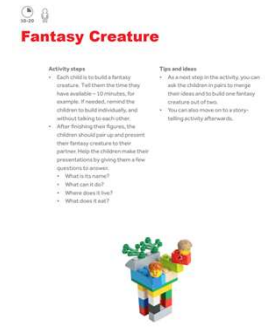 10-20
Fantasy Creature
Activity steps
• Each child is to build a fantasy
creature. Tell them the time they
have available – 10 minutes, for
example. If needed, remind the
children to build individually and
without talking to each other.
• After finishing their figures, the
children should pair up and present
their fantasy creature to their
partner. Help the children make their
presentations by giving them a few
questions to answer.
• What is its name?
• What can it do?
• Where does it live?
• What does it eat?
Tips and ideas
• As a next step in the activity, you can
ask the children in pairs to merge
their ideas and to build one fantasy
creature out of two.
• You can also move on to a story-
telling activity afterwards.